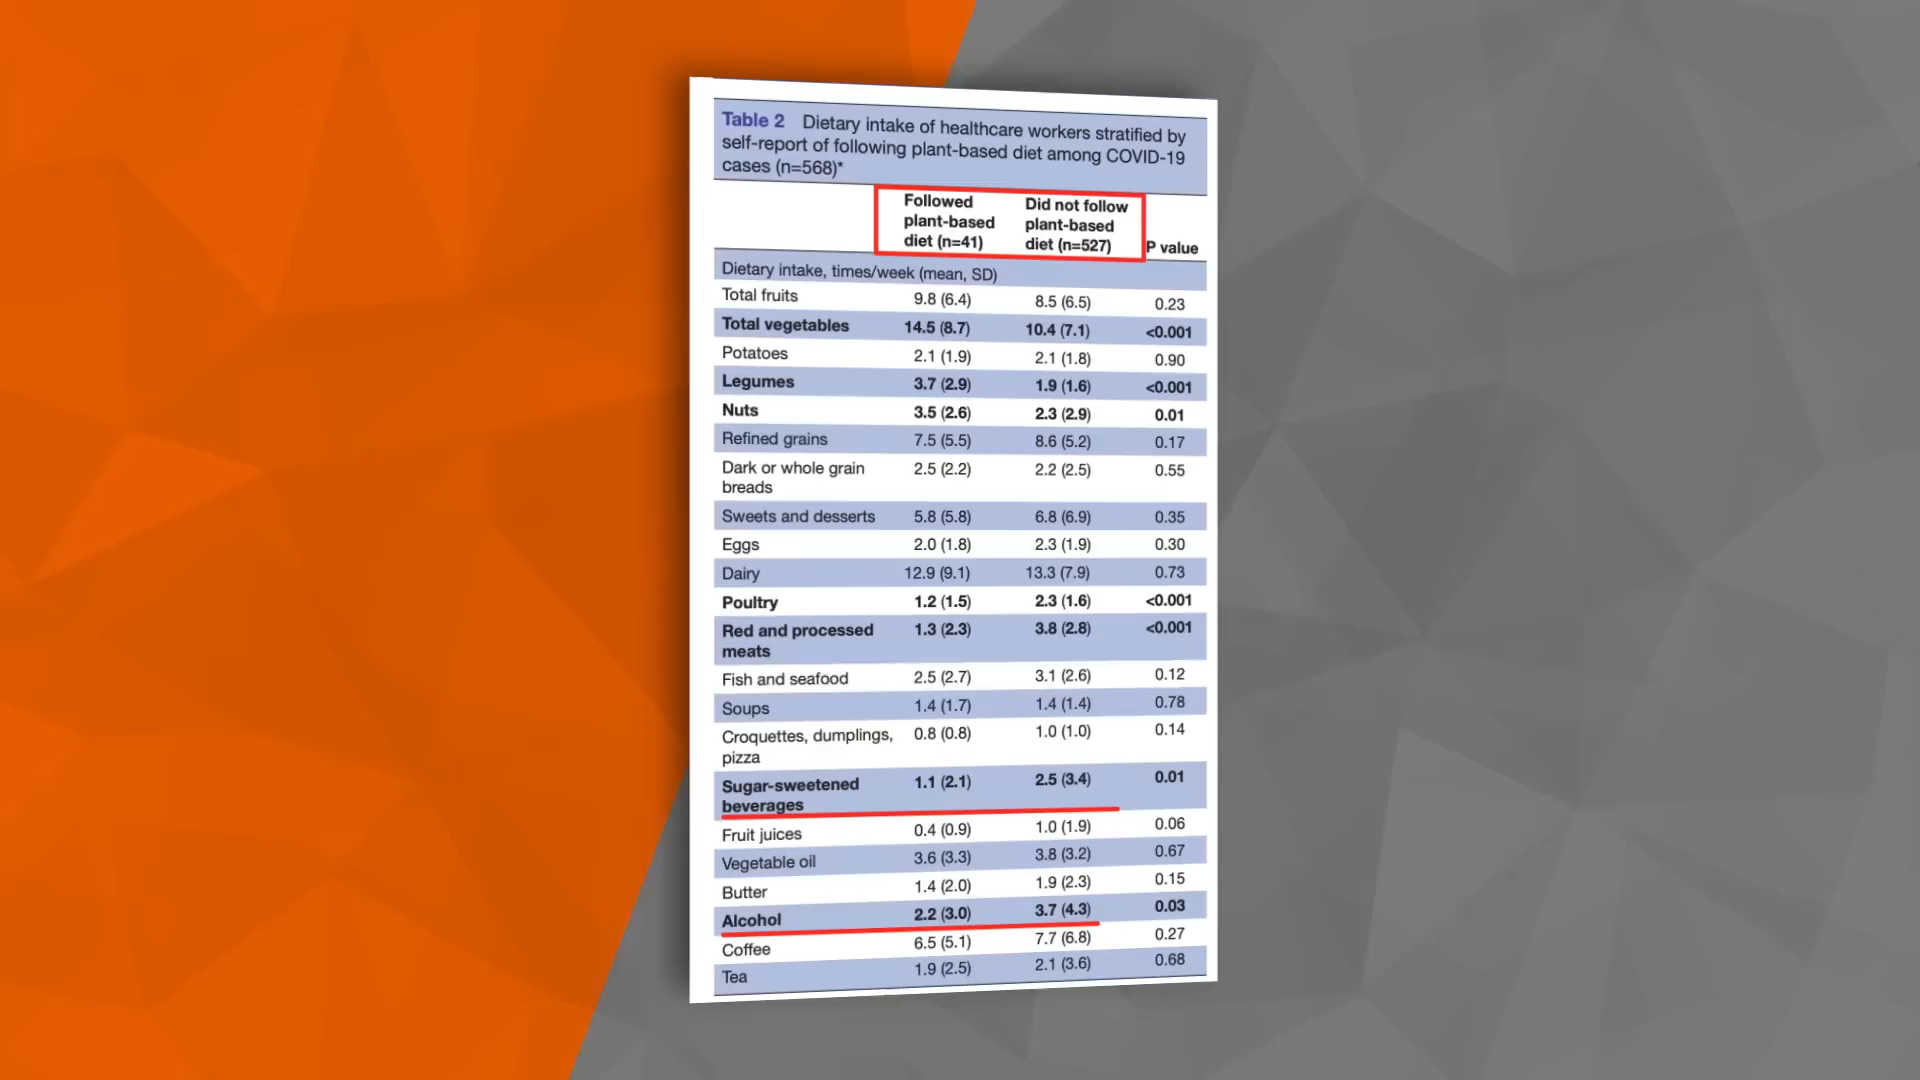 Table 2 Dietary intake of healthcare workers stratified by
self-report of following plant-based diet among COVID-19
cases (n=568)*
Followed plant-based diet (n=41) Did not follow plant-based diet (n=527) P value
Dietary intake, times/week (mean, SD)
Total fruits 9.8 (6.4) 8.5 (6.5) 0.23
Total vegetables 14.5 (8.7) 10.4 (7.1) <0.001
Potatoes 2.1 (1.9) 2.1 (1.8) 0.90
Legumes 3.7 (2.9) 1.9 (1.6) <0.001
Nuts 3.5 (2.6) 2.3 (2.9) 0.01
Refined grains 7.5 (5.5) 8.6 (5.2) 0.17
Dark or whole grain breads 2.5 (2.2) 2.2 (2.5) 0.55
Sweets and desserts 5.8 (5.8) 6.8 (6.9) 0.35
Eggs 2.0 (1.8) 2.3 (1.9) 0.30
Dairy 12.9 (9.1) 13.3 (7.9) 0.73
Poultry 1.2 (1.5) 2.3 (1.6) <0.001
Red and processed meats 1.3 (2.3) 3.8 (2.8) <0.001
Fish and seafood 2.5 (2.7) 3.1 (2.6) 0.12
Soups 1.4 (1.7) 1.4 (1.4) 0.78
Croquettes, dumplings, pizza 0.8 (0.8) 1.0 (1.0) 0.14
Sugar-sweetened beverages 1.1 (2.1) 2.5 (3.4) 0.01
Fruit juices 0.4 (0.9) 1.0 (1.9) 0.06
Vegetable oil 3.6 (3.3) 3.8 (3.2) 0.67
Butter 1.4 (2.0) 1.9 (2.3) 0.15
Alcohol 2.2 (3.0) 3.7 (4.3) 0.03
Coffee 6.5 (5.1) 7.7 (6.8) 0.27
Tea 1.9 (2.5) 2.1 (3.6) 0.68